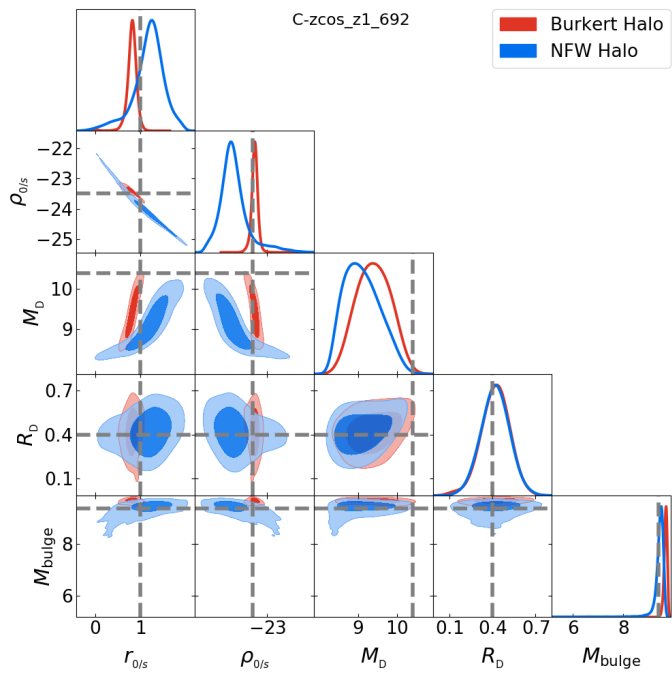 C-zcos_z1_692
Burkert Halo
NFW Halo
−22
−23
−24
−25
ρ0/s
10
9
MD
0.7
0.4
0.1
RD
8
6
Mbulge
0 1
−23
9 10
0.1 0.4 0.7
6 8
r0/s
ρ0/s
MD
RD
Mbulge